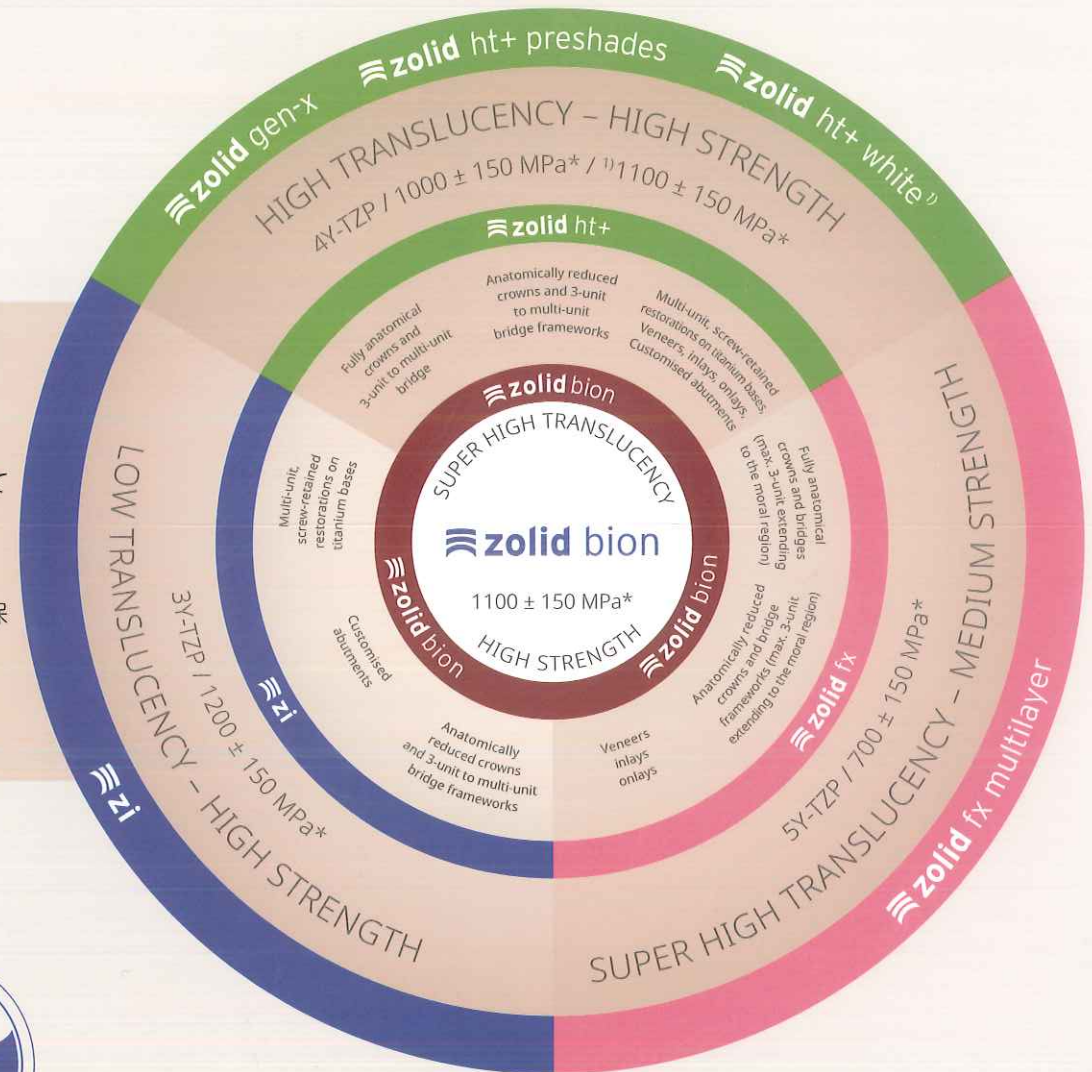 zolid gen-x
zolid ht+ preshades
zolid ht+ white ¹⁾
HIGH TRANSLUCENCY – HIGH STRENGTH
4Y-TZP / 1000 ± 150 MPa* / ¹⁾1100 ± 150 MPa*
zolid ht+
Fully anatomical
crowns and
3-unit to multi-unit
bridge
Anatomically reduced
crowns and 3-unit
to multi-unit
bridge frameworks
Multi-unit, screw-retained
restorations on titanium bases,
Veneers, inlays, onlays,
Customised abutments
zolid fx multilayer
SUPER HIGH TRANSLUCENCY – MEDIUM STRENGTH
5Y-TZP / 700 ± 150 MPa*
zolid fx
Fully anatomical
crowns and bridges
(max. 3-unit extending
to the moral region)
Anatomically reduced
crowns and bridge
frameworks (max. 3-unit
extending to the moral region)
Veneers
inlays
onlays
zi
LOW TRANSLUCENCY – HIGH STRENGTH
3Y-TZP / 1200 ± 150 MPa*
zi
Multi-unit,
screw-retained
restorations on
titanium bases
Customised
abutments
Anatomically
reduced crowns
and 3-unit to multi-unit
bridge frameworks
zolid bion
zolid bion
zolid bion
SUPER HIGH TRANSLUCENCY
zolid bion
1100 ± 150 MPa*
HIGH STRENGTH